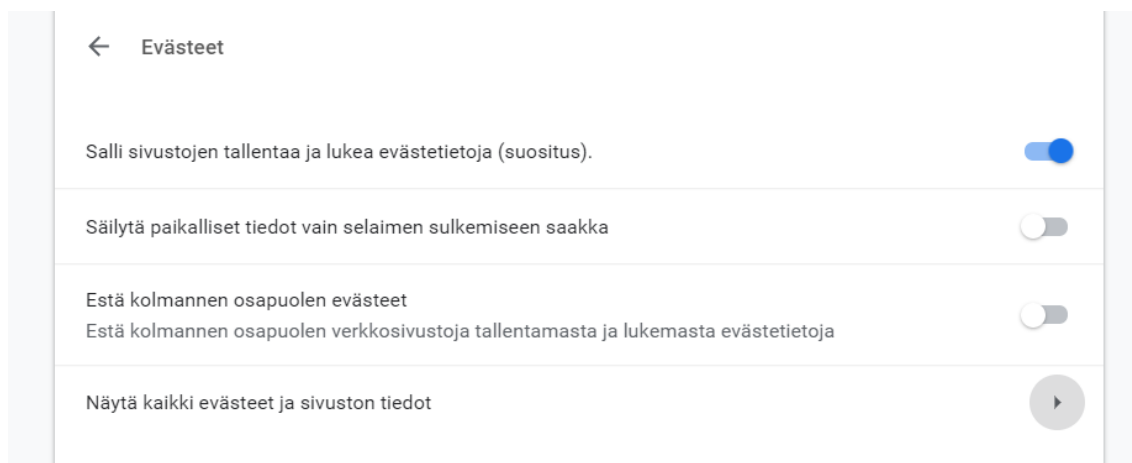 Evästeet
Salli sivustojen tallentaa ja lukea evästetietoja (suositus).
Säilytä paikalliset tiedot vain selaimen sulkemiseen saakka
Estä kolmannen osapuolen evästeet
Estä kolmannen osapuolen verkkosivustoja tallentamasta ja lukemasta evästetietoja
Näytä kaikki evästeet ja sivuston tiedot